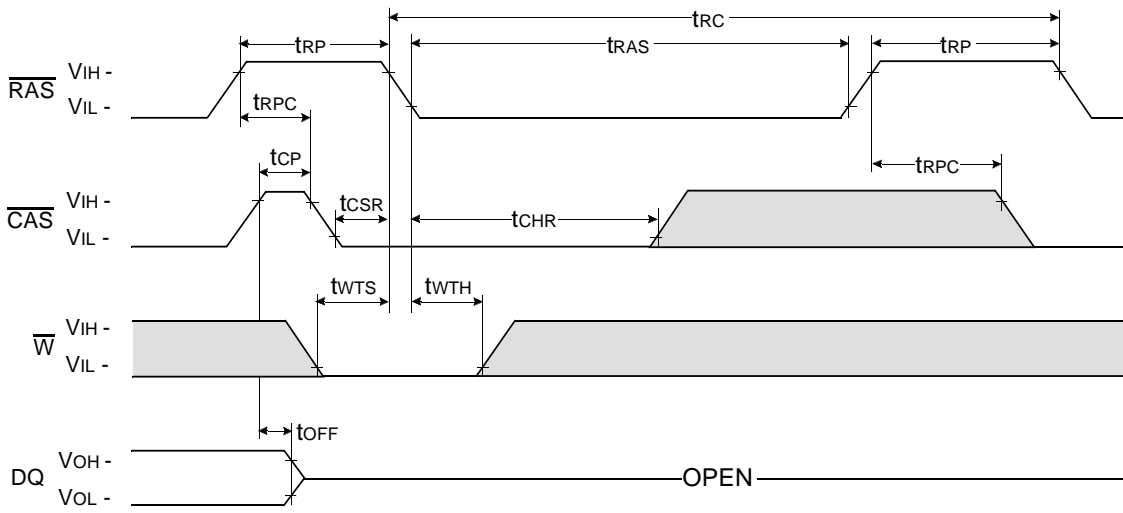 tRC
tRP
tRAS
tRP
RAS
VIH -
VIL -
tRPC
tCP
tRPC
CAS
VIH -
VIL -
tCSR
tCHR
tWTS
tWTH
W
VIH -
VIL -
tOFF
DQ
VOH -
VOL -
OPEN